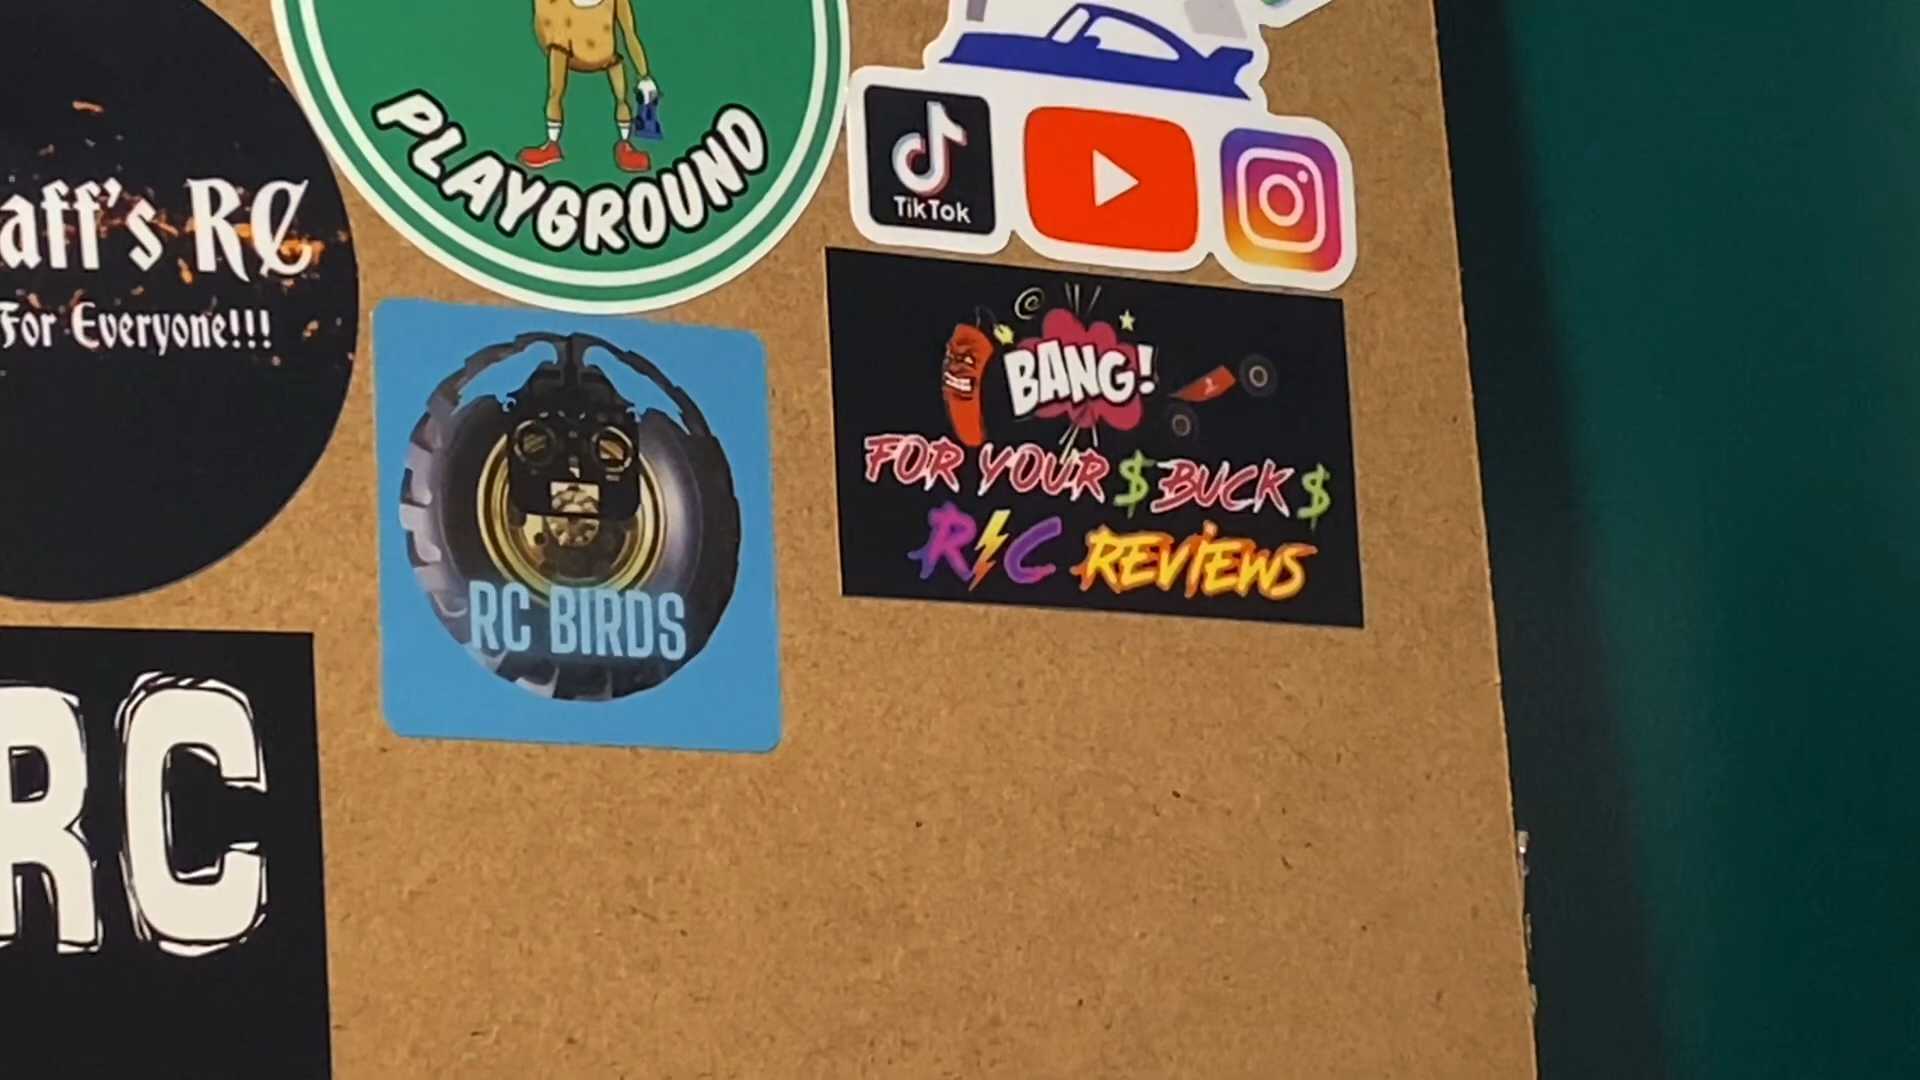 PLAYGROUND
TikTok
aff's RC
For Everyone!!!
BANG!
FOR YOUR $ BUCK $
R/C REVIEWS
RC BIRDS
RC